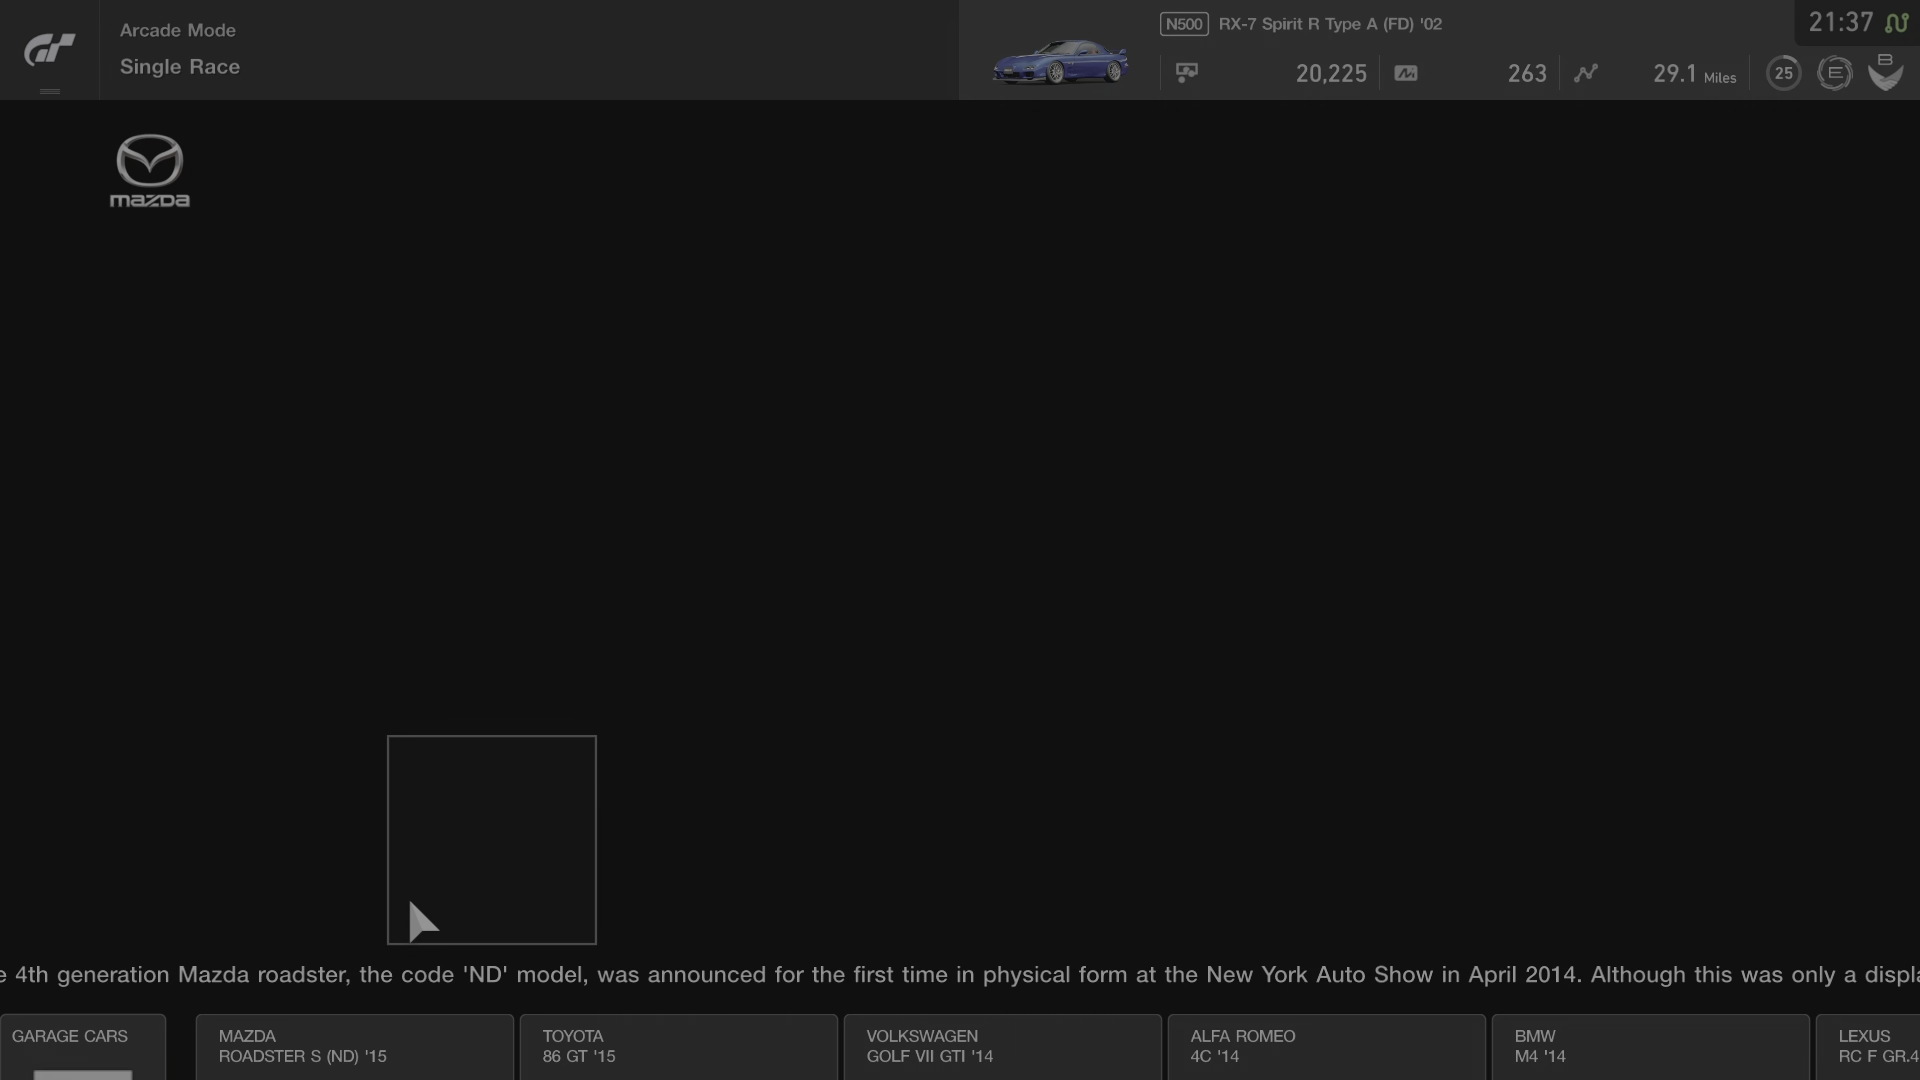 Arcade Mode
Single Race
N500 RX-7 Spirit R Type A (FD) '02
21:37
20,225
263
29.1 Miles
25
E
B
mazda
4th generation Mazda roadster, the code 'ND' model, was announced for the first time in physical form at the New York Auto Show in April 2014. Although this was only a displa
GARAGE CARS
MAZDA
ROADSTER S (ND) '15
TOYOTA
86 GT '15
VOLKSWAGEN
GOLF VII GTI '14
ALFA ROMEO
4C '14
BMW
M4 '14
LEXUS
RC F GR.4